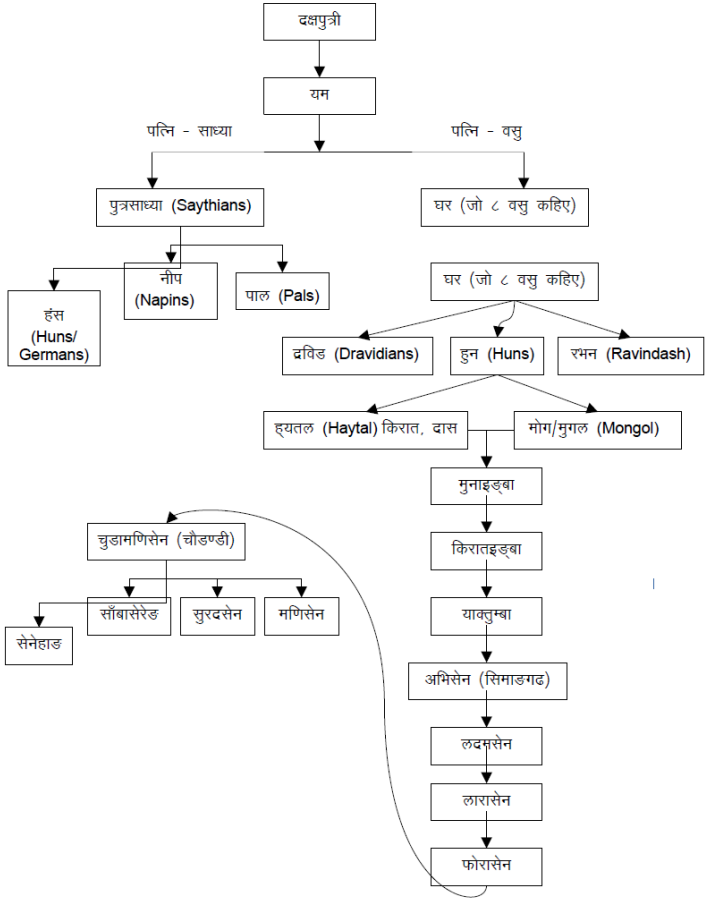 दक्षपुत्री
यम
पत्नि - साध्या
पत्नि - वसु
पुत्रसाध्या (Saythians)
घर (जो ८ वसु कहिए)
नीप
(Napins)
पाल (Pals)
हंस
(Huns/
Germans)
घर (जो ८ वसु कहिए)
द्रविड (Dravidians)
हुन (Huns)
रभन (Ravindash)
ह्यतल (Haytal) किरात, दास
मोग/मुगल (Mongol)
मुनाइङ्बा
चुडामणिसेन (चौडण्डी)
किरातइङ्बा
साँबासेरेङ
सुरदसेन
मणिसेन
याक्तुम्बा
सेनेहाङ
अभिसेन (सिमाङगढ)
लदमसेन
लारासेन
फोरासेन